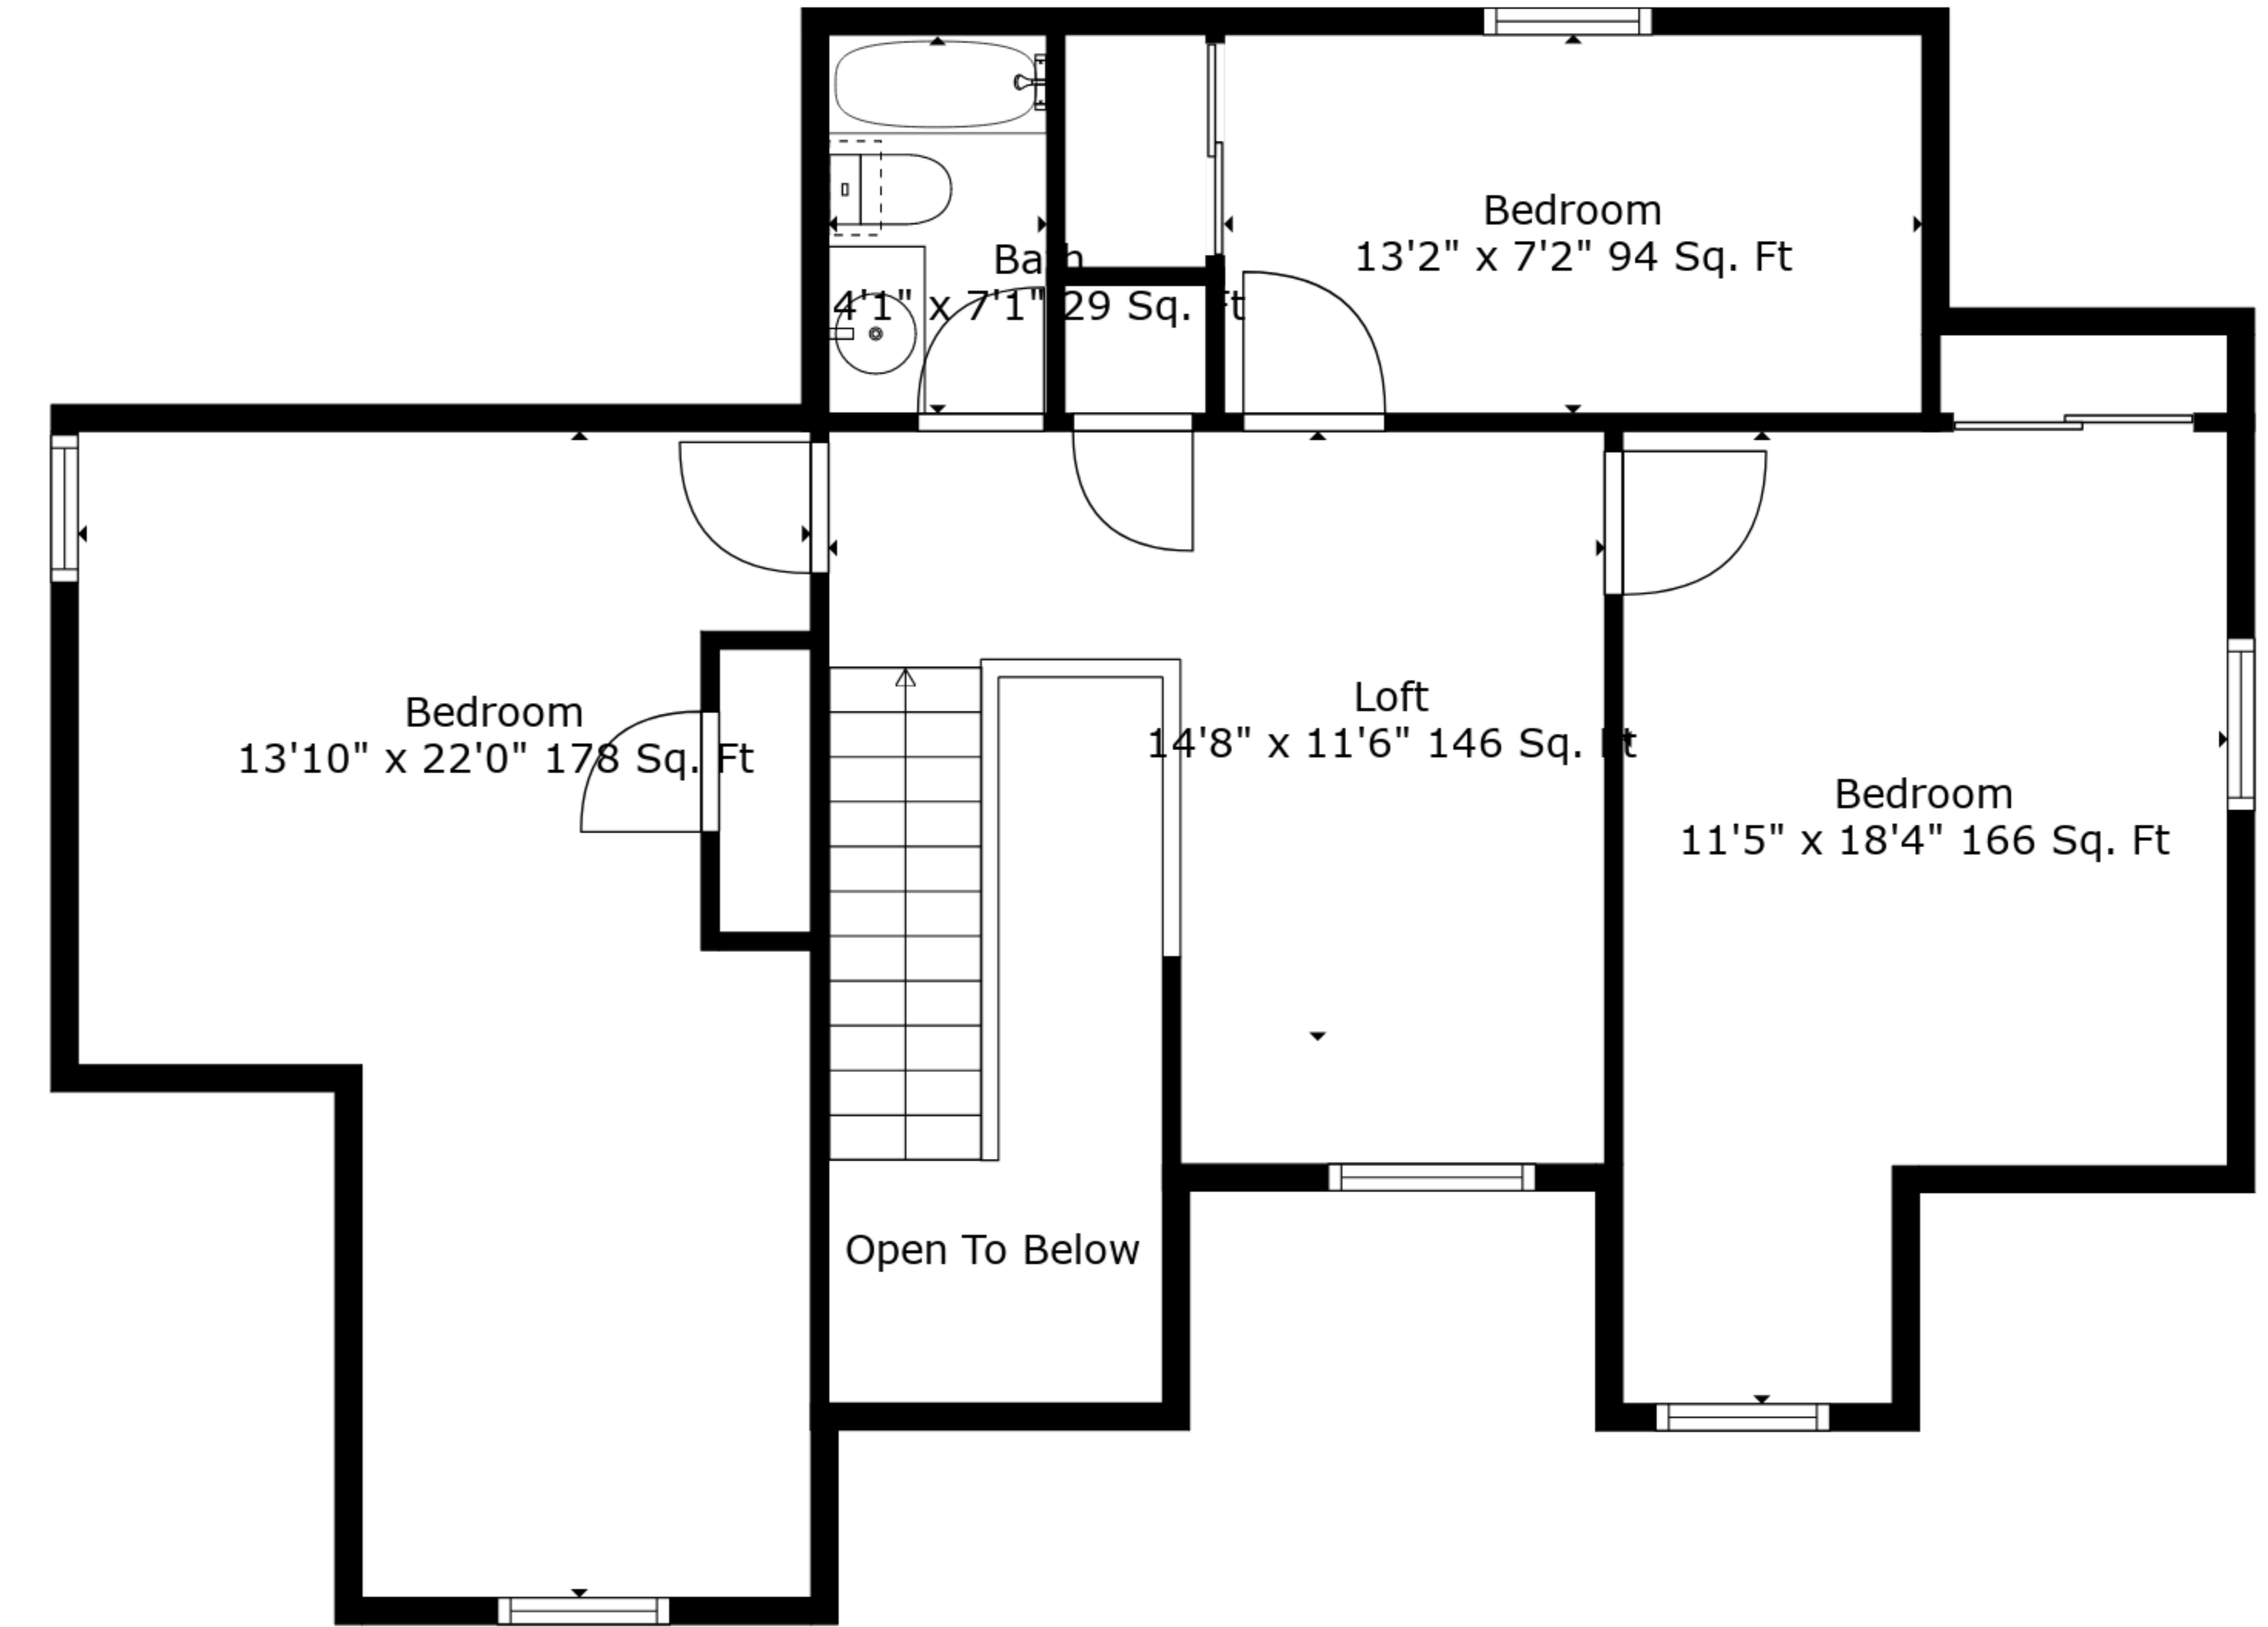 Bedroom
13'2" x 7'2" 94 Sq. Ft
Bath
4'1" x 7'1" 29 Sq. Ft
Bedroom
13'10" x 22'0" 178 Sq. Ft
Loft
14'8" x 11'6" 146 Sq. Ft
Bedroom
11'5" x 18'4" 166 Sq. Ft
Open To Below